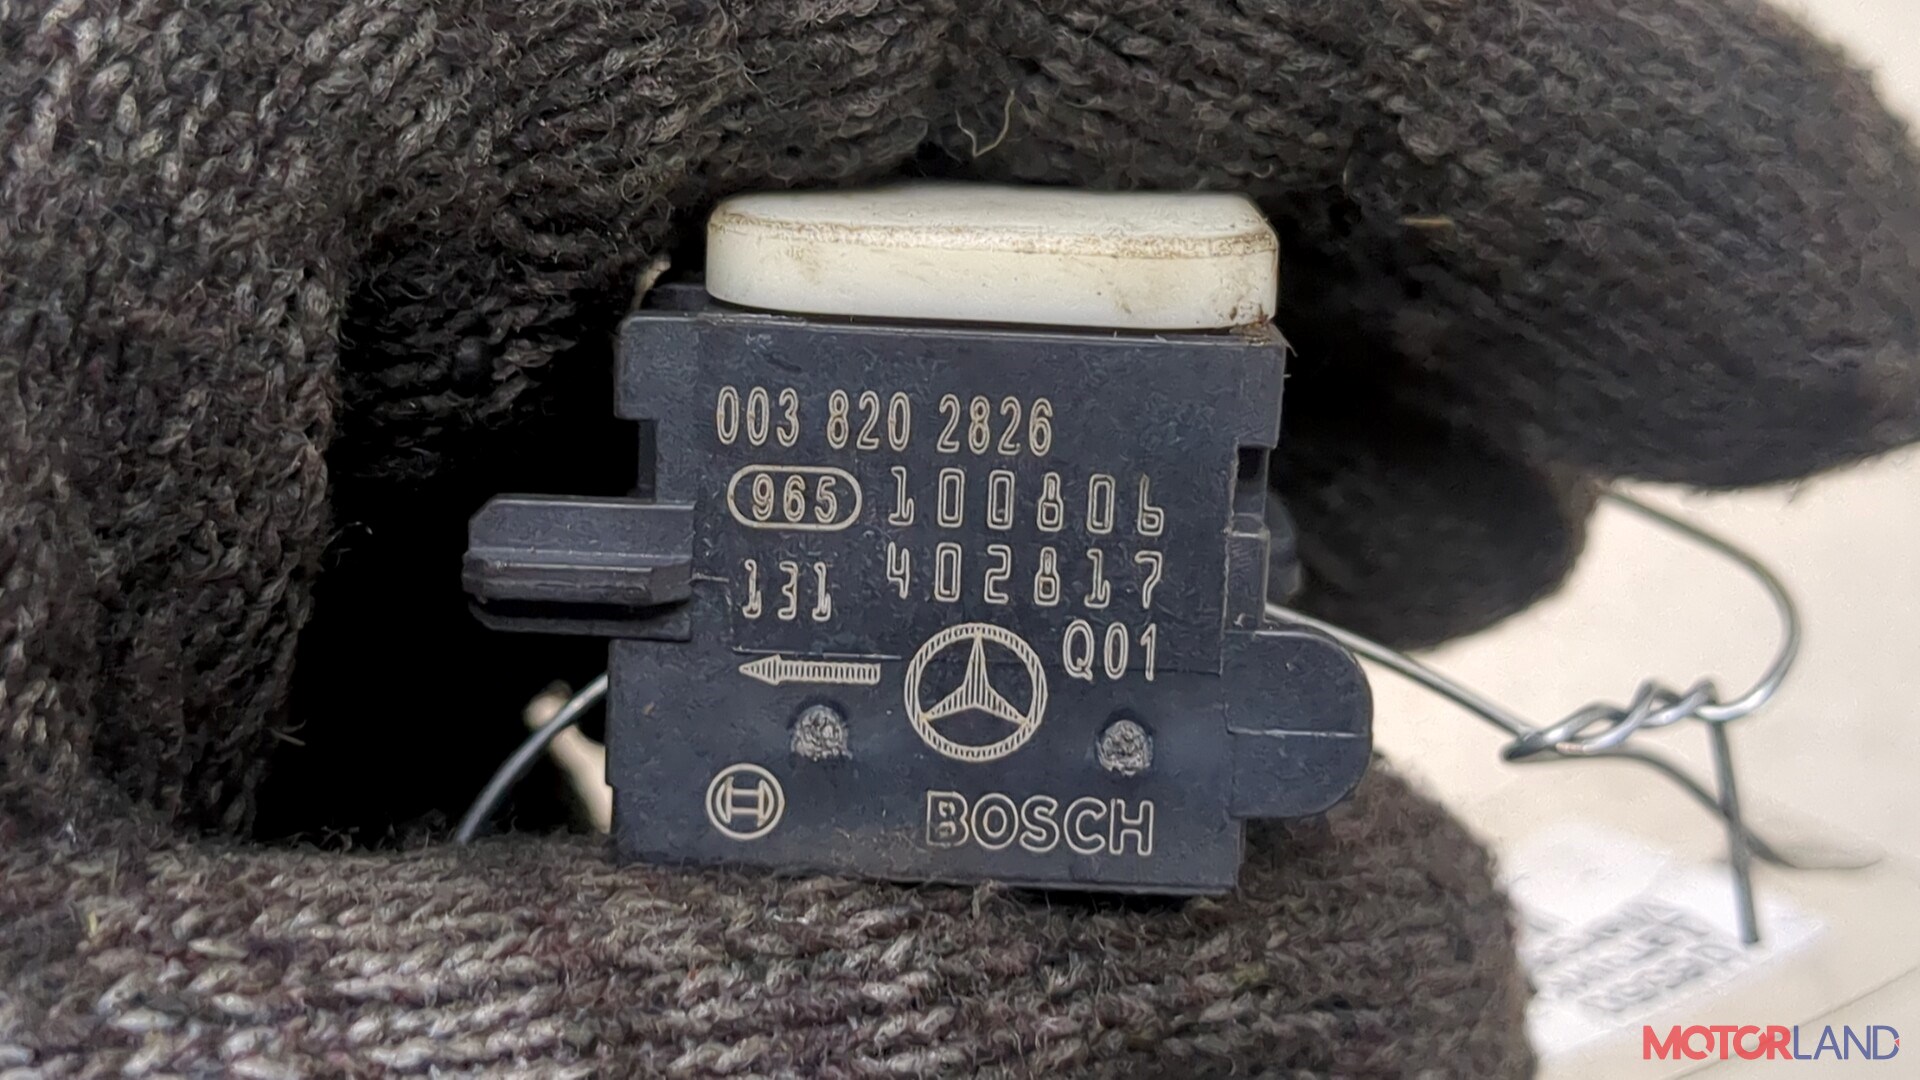 003 820 2826
965 100806
131 402817
Q01
BOSCH
MOTORLAND